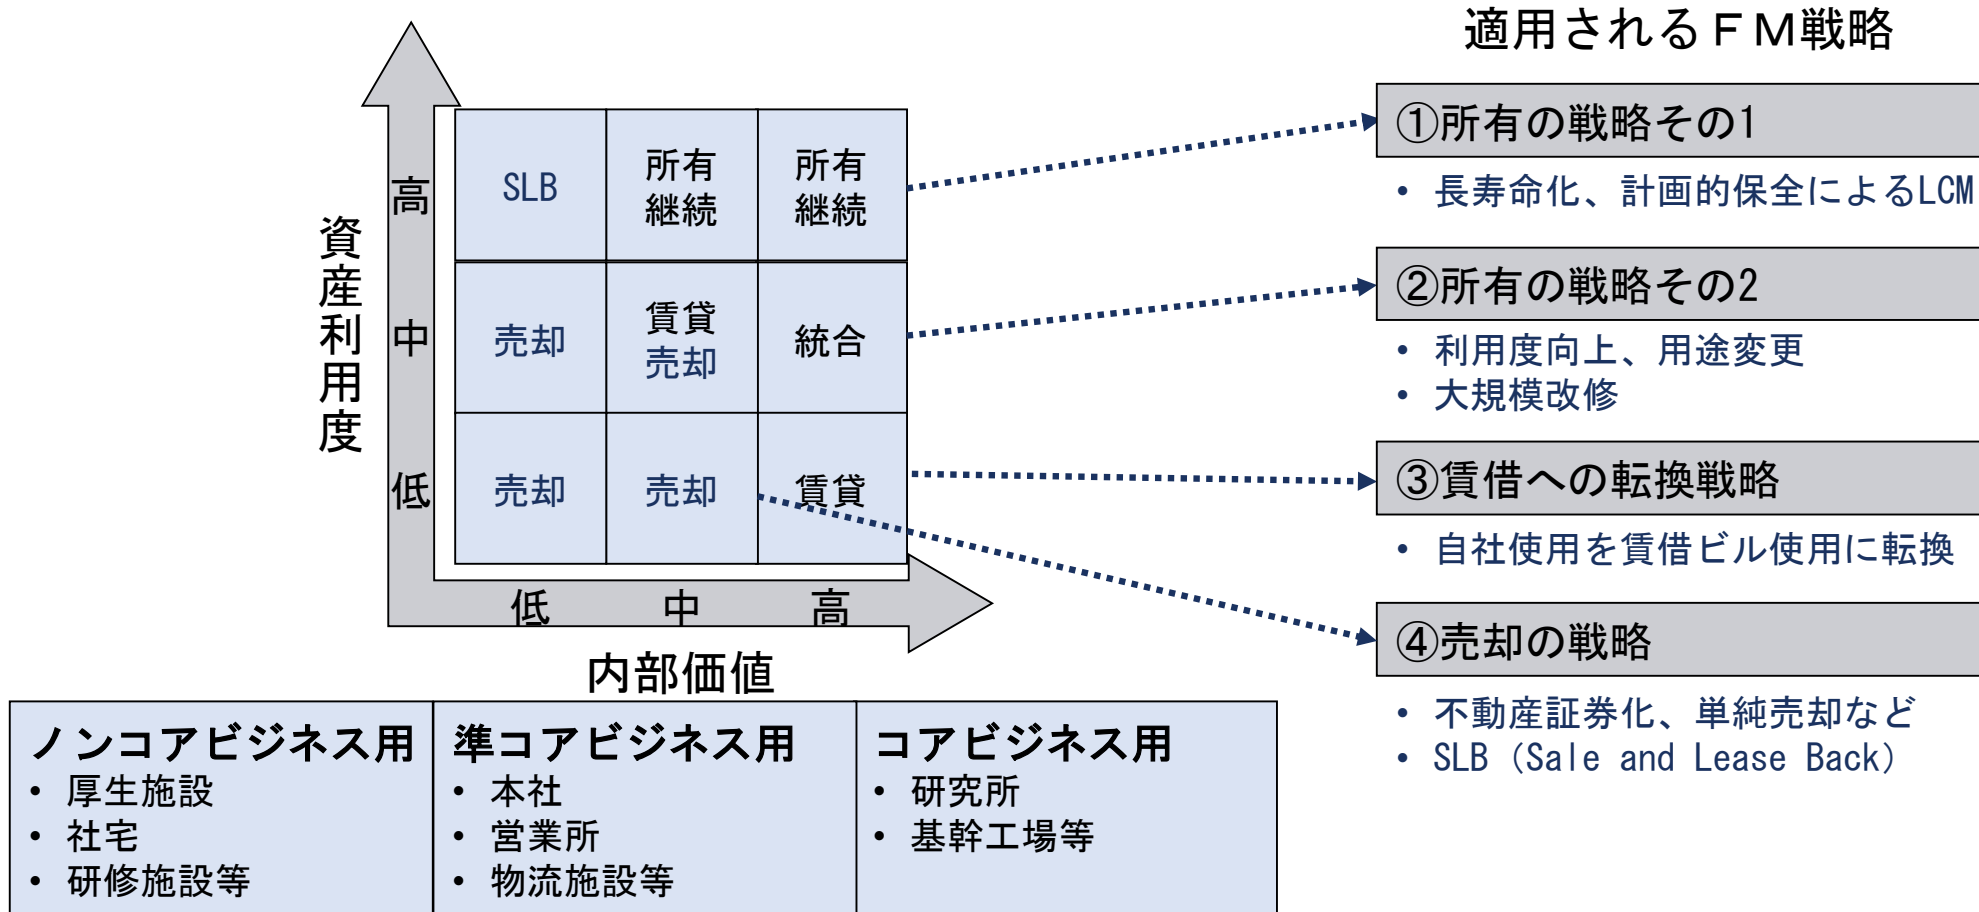 適用されるＦＭ戦略
資産利用度
高
中
低
SLB
所有
継続
所有
継続
売却
賃貸
売却
統合
売却
売却
賃貸
低
中
高
内部価値
①所有の戦略その1
• 長寿命化、計画的保全によるLCM
②所有の戦略その2
• 利用度向上、用途変更
• 大規模改修
③賃借への転換戦略
• 自社使用を賃借ビル使用に転換
④売却の戦略
• 不動産証券化、単純売却など
• SLB（Sale and Lease Back）
ノンコアビジネス用
• 厚生施設
• 社宅
• 研修施設等
準コアビジネス用
• 本社
• 営業所
• 物流施設等
コアビジネス用
• 研究所
• 基幹工場等